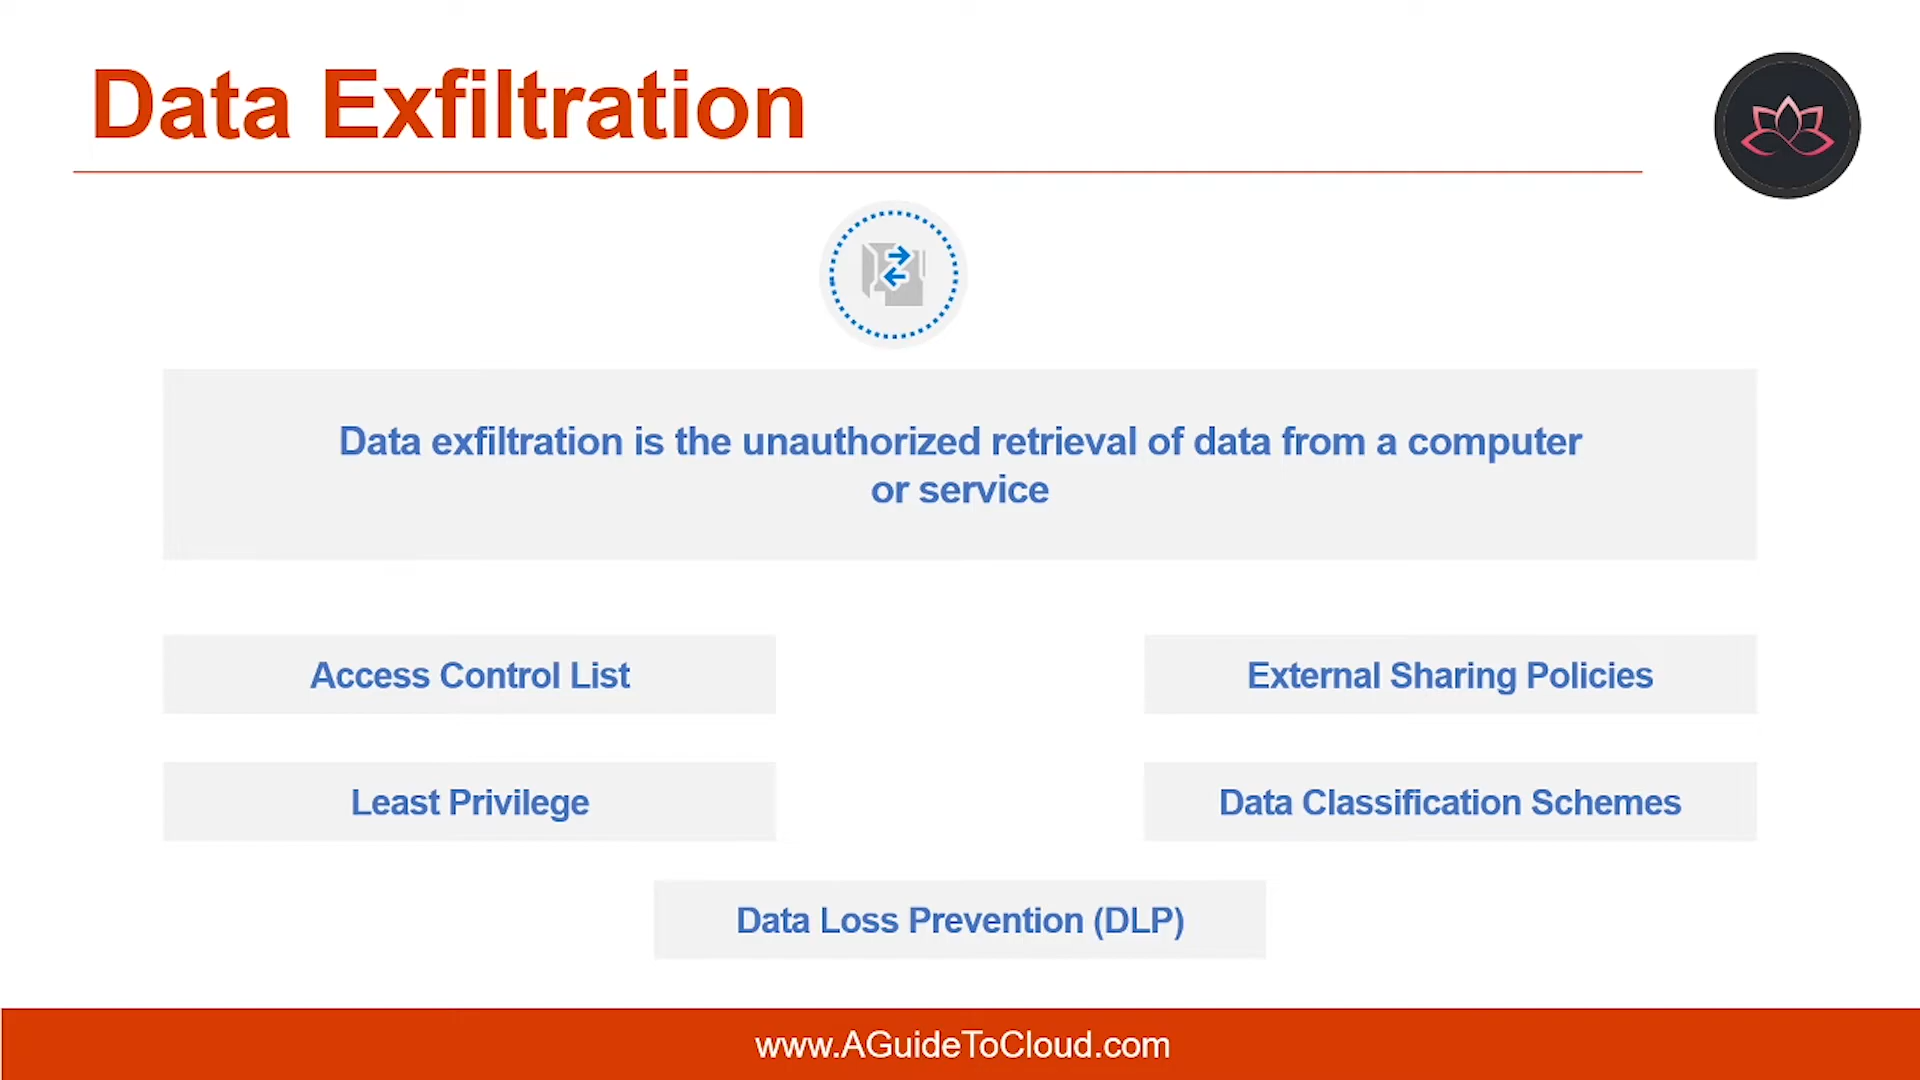 Data Exfiltration
Data exfiltration is the unauthorized retrieval of data from a computer
or service
Access Control List
External Sharing Policies
Least Privilege
Data Classification Schemes
Data Loss Prevention (DLP)
www.AGuideToCloud.com